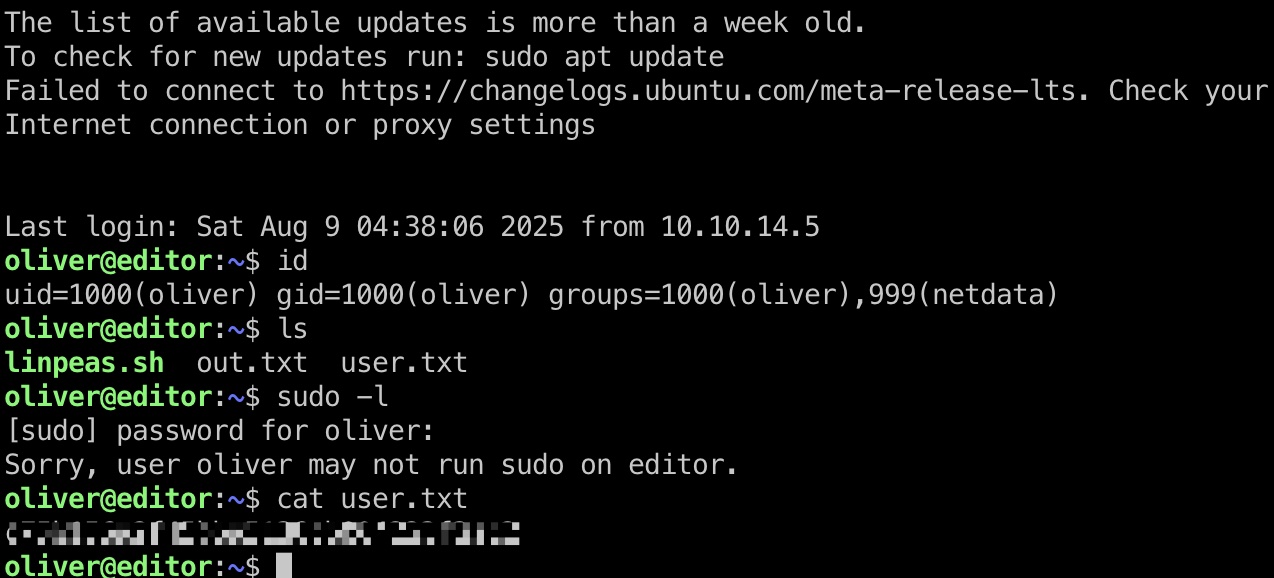 The list of available updates is more than a week old.
To check for new updates run: sudo apt update
Failed to connect to https://changelogs.ubuntu.com/meta-release-lts. Check your
Internet connection or proxy settings
Last login: Sat Aug 9 04:38:06 2025 from 10.10.14.5
oliver@editor:~$ id
uid=1000(oliver) gid=1000(oliver) groups=1000(oliver),999(netdata)
oliver@editor:~$ ls
linpeas.sh  out.txt  user.txt
oliver@editor:~$ sudo -l
[sudo] password for oliver:
Sorry, user oliver may not run sudo on editor.
oliver@editor:~$ cat user.txt
oliver@editor:~$